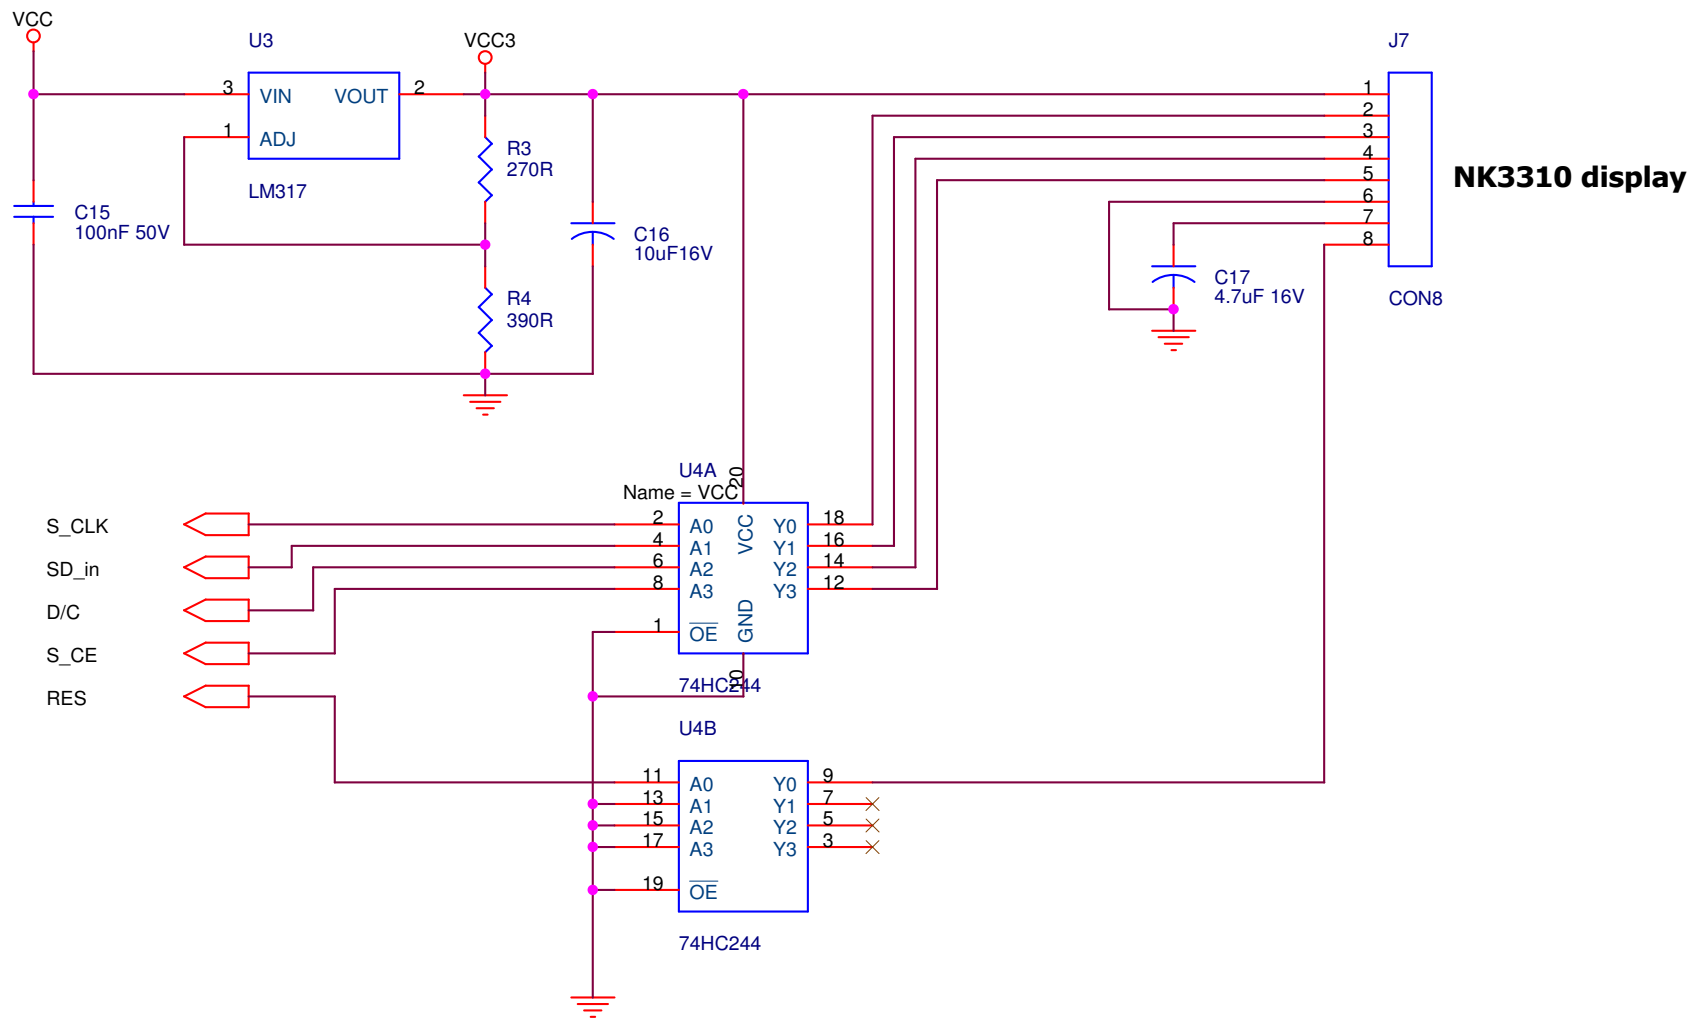 VCC
U3
VCC3
J7
3
VIN
VOUT
2
1
ADJ
LM317
R3
270R
C15
100nF 50V
C16
10uF16V
R4
390R
1
2
3
4
5
6
7
8
NK3310 display
C17
4.7uF 16V
CON8
U4A
Name = VCC
20
S_CLK
2
A0
VCC
Y0
18
4
A1
Y1
16
SD_in
6
A2
Y2
14
8
A3
Y3
12
D/C
1
OE
GND
S_CE
10
74HC244
RES
U4B
11
A0
Y0
9
13
A1
Y1
7
15
A2
Y2
5
17
A3
Y3
3
19
OE
74HC244